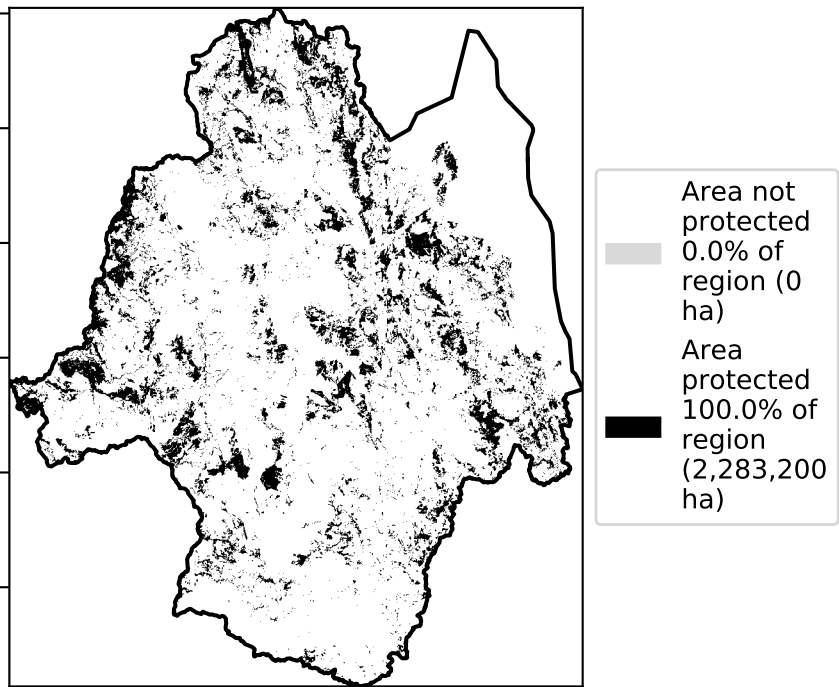 Area not
protected
0.0% of
region (0
ha)
Area
protected
100.0% of
region
(2,283,200
ha)